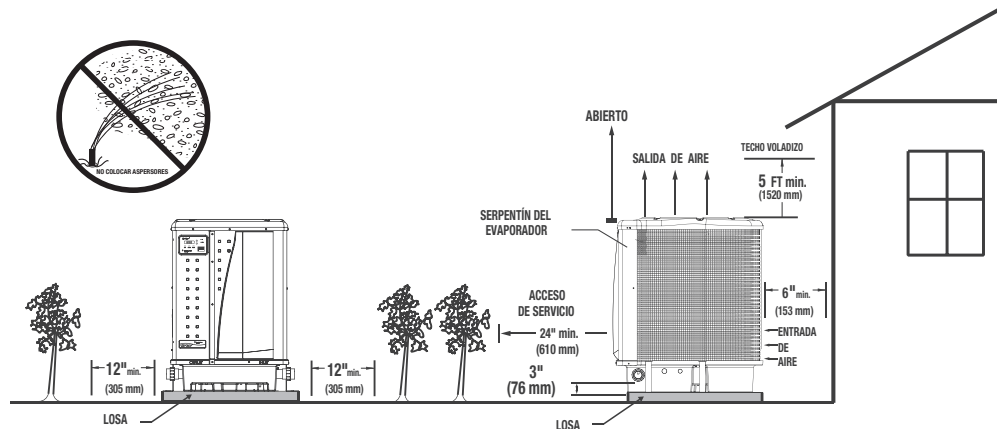 NO COLOCAR ASPERSORES
12" min.
(305 mm)
12" min.
(305 mm)
LOSA
ABIERTO
SALIDA DE AIRE
TECHO VOLADIZO
5 FT min.
(1520 mm)
SERPENTÍN DEL
EVAPORADOR
ACCESO
DE SERVICIO
24" min.
(610 mm)
6" min.
(153 mm)
ENTRADA
DE
AIRE
3"
(76 mm)
LOSA